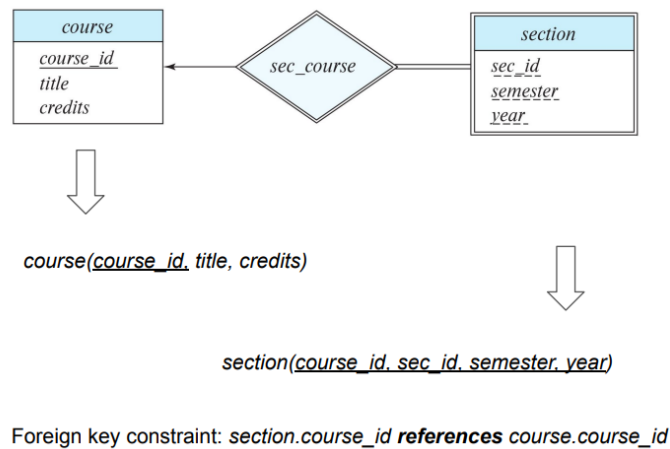 course
course_id
title
credits
sec_course
section
sec_id
semester
year
course(course_id, title, credits)
section(course_id, sec_id, semester, year)
Foreign key constraint: section.course_id references course.course_id